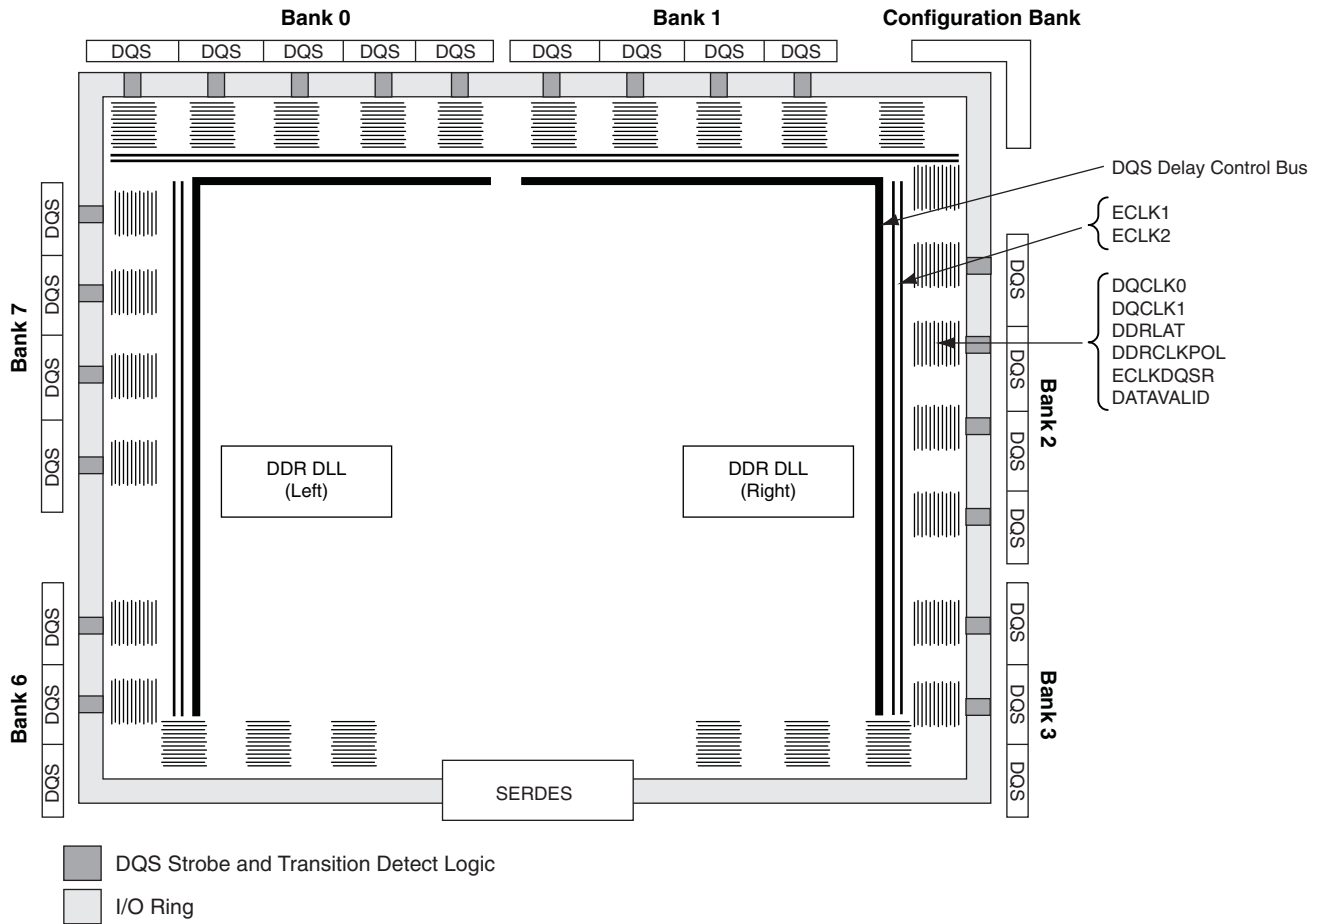 Bank 0
Bank 1
Configuration Bank
DQS DQS DQS DQS DQS
DQS DQS DQS DQS
DQS Delay Control Bus
ECLK1
ECLK2
DQCLK0
DQCLK1
DDRLAT
DDRCLKPOL
ECLKDQSR
DATAVALID
Bank 7
DQS
DQS
DQS
DQS
Bank 6
DQS
DQS
DQS
DDR DLL
(Left)
DDR DLL
(Right)
DQS
DQS
DQS
DQS
Bank 2
DQS
DQS
DQS
Bank 3
SERDES
DQS Strobe and Transition Detect Logic
I/O Ring